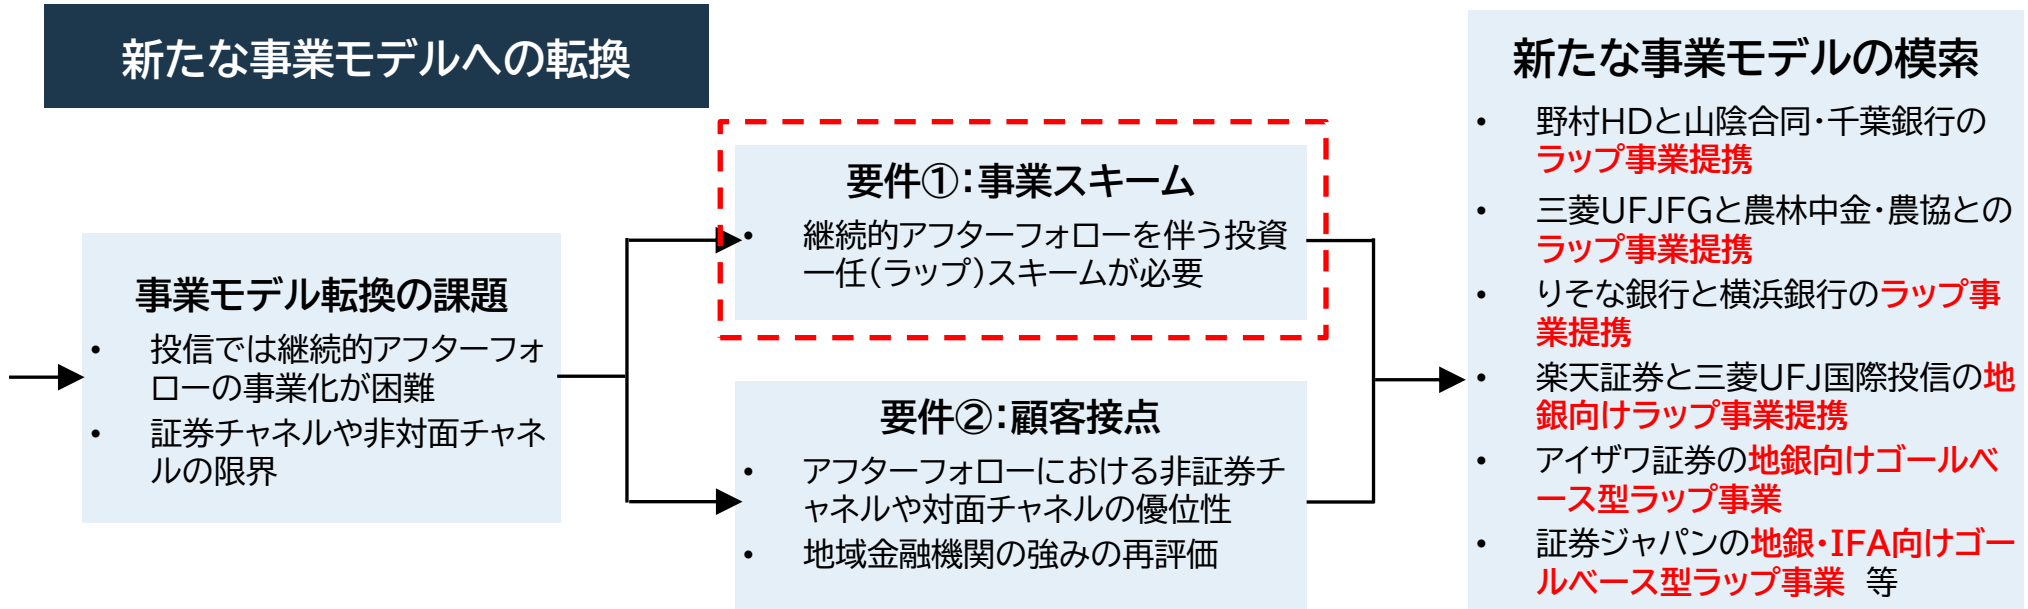 新たな事業モデルへの転換
事業モデル転換の課題
• 投信では継続的アフターフォ
ローの事業化が困難
• 証券チャネルや非対面チャネ
ルの限界
要件①：事業スキーム
• 継続的アフターフォローを伴う投資
一任（ラップ）スキームが必要
要件②：顧客接点
• アフターフォローにおける非証券チ
ャネルや対面チャネルの優位性
• 地域金融機関の強みの再評価
新たな事業モデルの模索
• 野村HDと山陰合同・千葉銀行の
ラップ事業提携
• 三菱UFJFGと農林中金・農協との
ラップ事業提携
• りそな銀行と横浜銀行のラップ事
業提携
• 楽天証券と三菱UFJ国際投信の地
銀向けラップ事業提携
• アイザワ証券の地銀向けゴールベ
ース型ラップ事業
• 証券ジャパンの地銀・IFA向けゴー
ルベース型ラップ事業　等